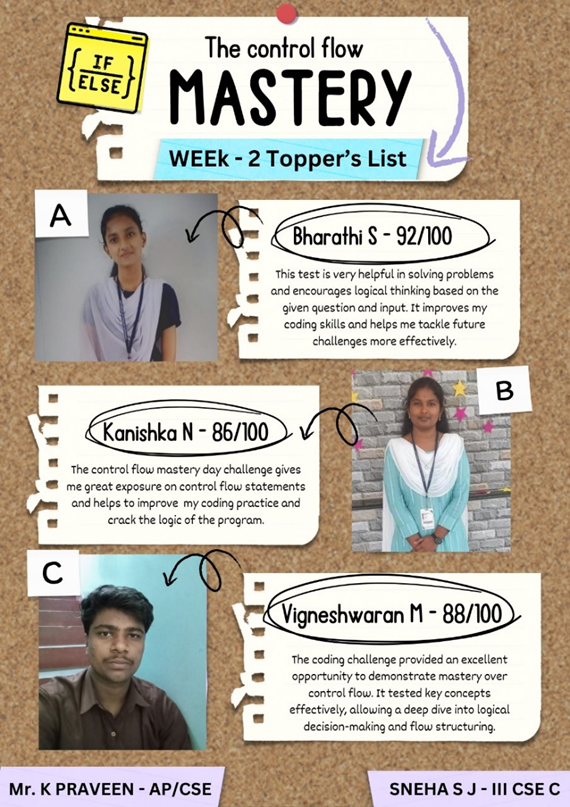 {IF
ELSE}
The control flow
MASTERY
WEEk - 2 Topper's List
A
Bharathi S - 92/100
This test is very helpful in solving problems
and encourages logical thinking based on the
given question and input. It improves my
coding skills and helps me tackle future
challenges more effectively.
B
Kanishka N - 86/100
The control flow mastery day challenge gives
me great exposure on control flow statements
and helps to improve my coding practice and
crack the logic of the program.
C
Vigneshwaran M - 88/100
The coding challenge provided an excellent
opportunity to demonstrate mastery over
control flow. It tested key concepts
effectively, allowing a deep dive into logical
decision-making and flow structuring.
Mr. K PRAVEEN - AP/CSE
SNEHA S J - III CSE C